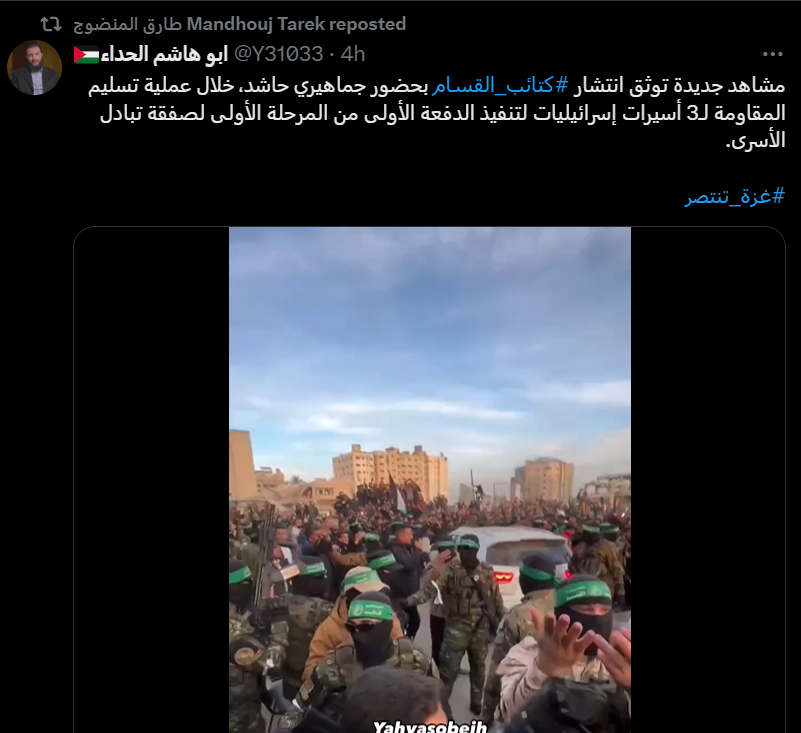 Mandhouj Tarek طارق المنضوج reposted
ابو هاشم الحداء🇵🇸 @Y31033 · 4h
مشاهد جديدة توثق انتشار #كتائب_القسام بحضور جماهيري حاشد، خلال عملية تسليم
المقاومة لـ3 أسيرات إسرائيليات لتنفيذ الدفعة الأولى من المرحلة الأولى لصفقة تبادل
الأسرى.
#غزة_تنتصر
Yahyasobeih